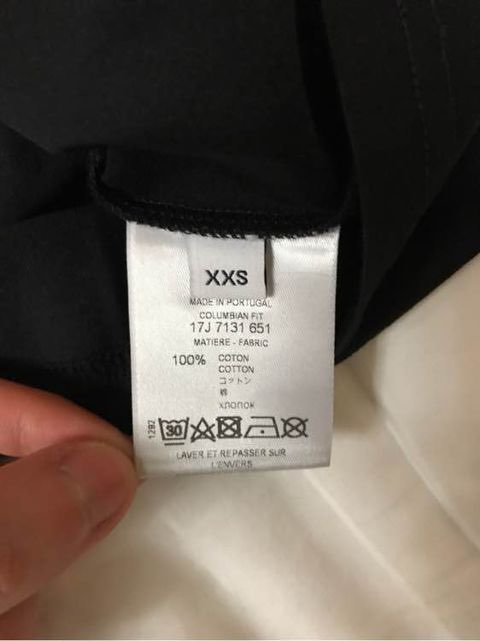 XXS
MADE IN PORTUGAL
COLUMBIAN FIT
17J 7131 651
MATIERE - FABRIC
100% COTON
COTTON
コットン
棉
хлопок
1292
30
LAVER ET REPASSER SUR
L'ENVERS